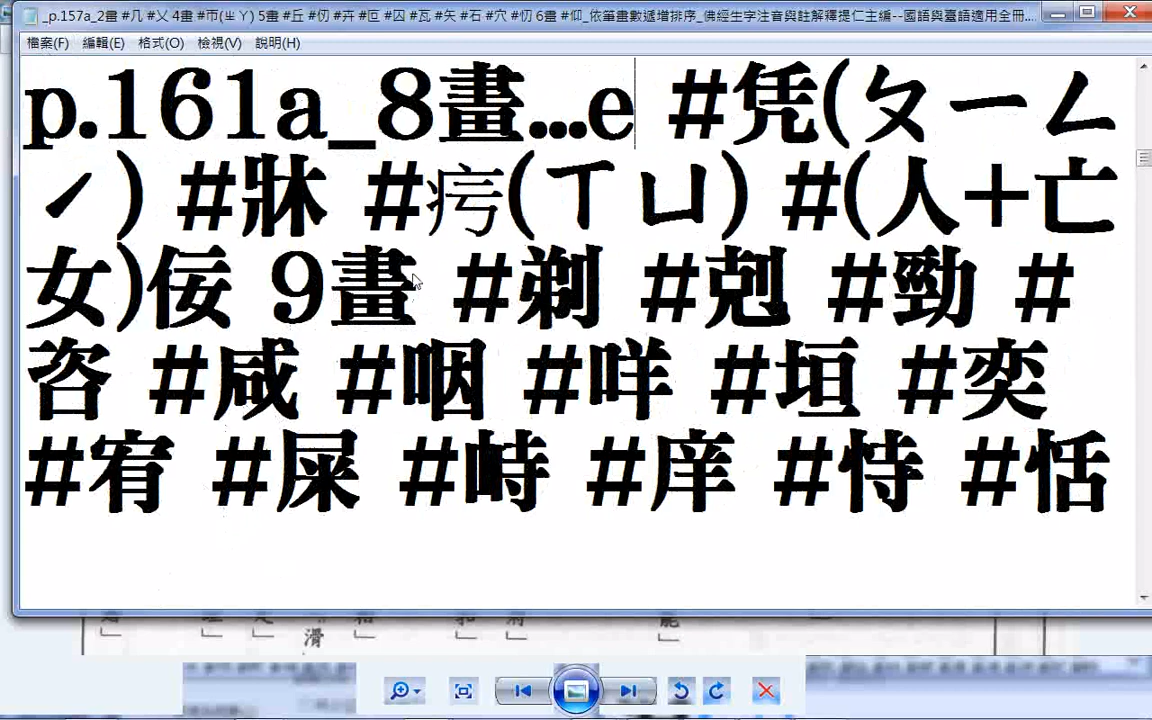 _p.157a_2畫 #几 #乂 4畫 #帀(ㄓㄚ) 5畫 #丘 #仞 #开 #叵 #囚 #瓦 #矢 #石 #穴 #忉 6畫 #仰_依筆畫數遞增排序_佛經生字注音與註解釋提仁主編--國語與臺語適用全冊....
檔案(F) 編輯(E) 格式(O) 檢視(V) 說明(H)
p.161a_8畫...e #凭(ㄆㄧㄥ
ˊ) #牀 #疞(ㄒㄩ) #(人+亡
女)侫 9畫 #剃 #剋 #勁 #
咨 #咸 #咽 #咩 #垣 #奕
#宥 #屎 #峙 #庠 #恃 #恬
滑